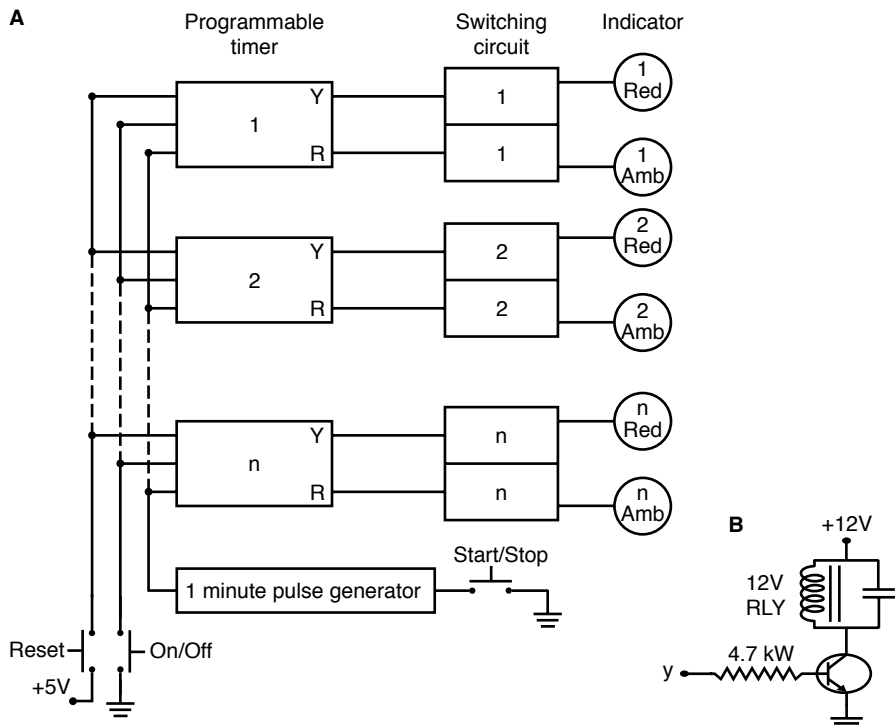 A
Programmable
timer
Switching
circuit
Indicator
Y
1
R
1
1
1
Red
1
Amb
Y
2
R
2
2
2
Red
2
Amb
Y
n
R
n
n
n
Red
n
Amb
1 minute pulse generator
Start/Stop
Reset
On/Off
+5V
B
+12V
12V
RLY
4.7 kW
y